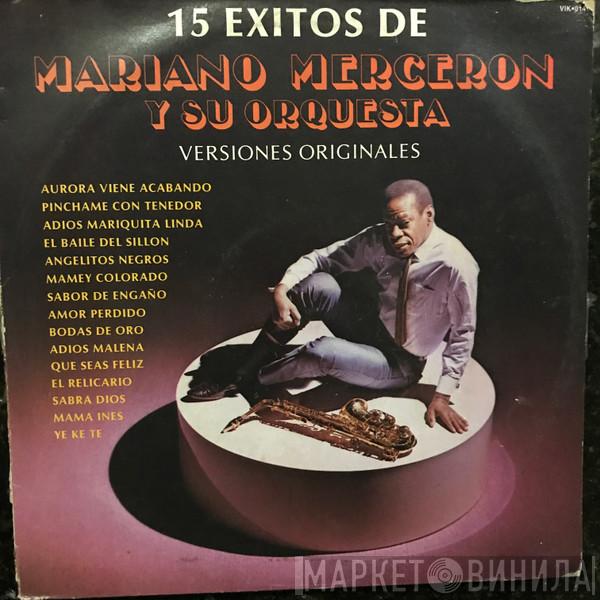 15 EXITOS DE
MARIANO MERCERON
Y SU ORQUESTA
VERSIONES ORIGINALES
AURORA VIENE ACABANDO
PINCHAME CON TENEDOR
ADIOS MARIQUITA LINDA
EL BAILE DEL SILLON
ANGELITOS NEGROS
MAMEY COLORADO
SABOR DE ENGAÑO
AMOR PERDIDO
BODAS DE ORO
ADIOS MALENA
QUE SEAS FELIZ
EL RELICARIO
SABRA DIOS
MAMA INES
YE KE TE
МАРКЕТ ВИНИЛА